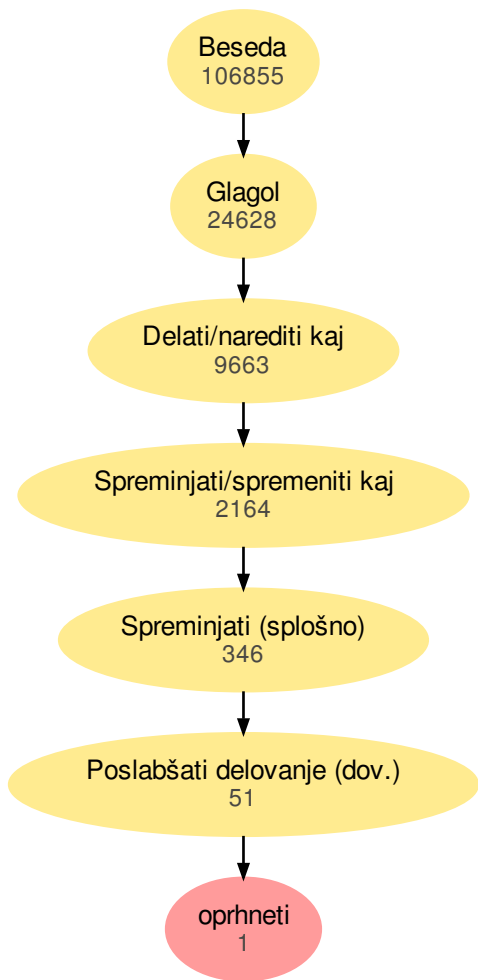 Beseda
106855
Glagol
24628
Delati/narediti kaj
9663
Spreminjati/spremeniti kaj
2164
Spreminjati (splošno)
346
Poslabšati delovanje (dov.)
51
oprhneti
1